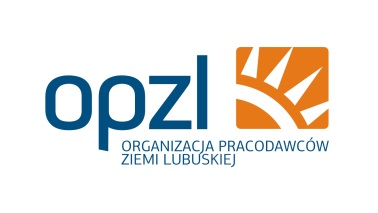 opzl
ORGANIZACJA PRACODAWCÓW
ZIEMI LUBUSKIEJ